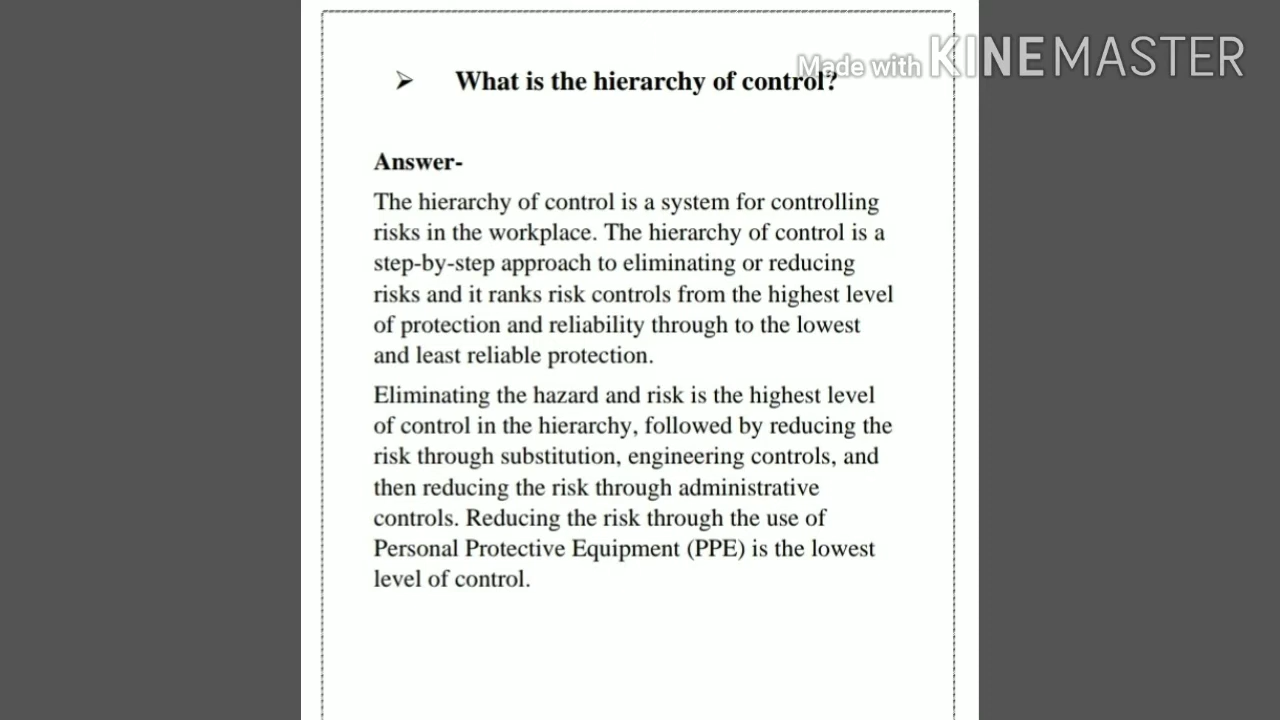 Made with KINEMASTER
➢ What is the hierarchy of control?
Answer-
The hierarchy of control is a system for controlling
risks in the workplace. The hierarchy of control is a
step-by-step approach to eliminating or reducing
risks and it ranks risk controls from the highest level
of protection and reliability through to the lowest
and least reliable protection.
Eliminating the hazard and risk is the highest level
of control in the hierarchy, followed by reducing the
risk through substitution, engineering controls, and
then reducing the risk through administrative
controls. Reducing the risk through the use of
Personal Protective Equipment (PPE) is the lowest
level of control.